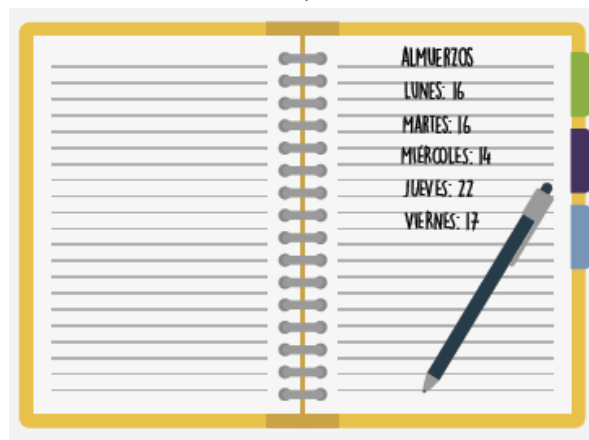 ALMUERZOS
LUNES: 16
MARTES: 16
MIÉRCOLES: 14
JUEVES: 22
VIERNES: 17